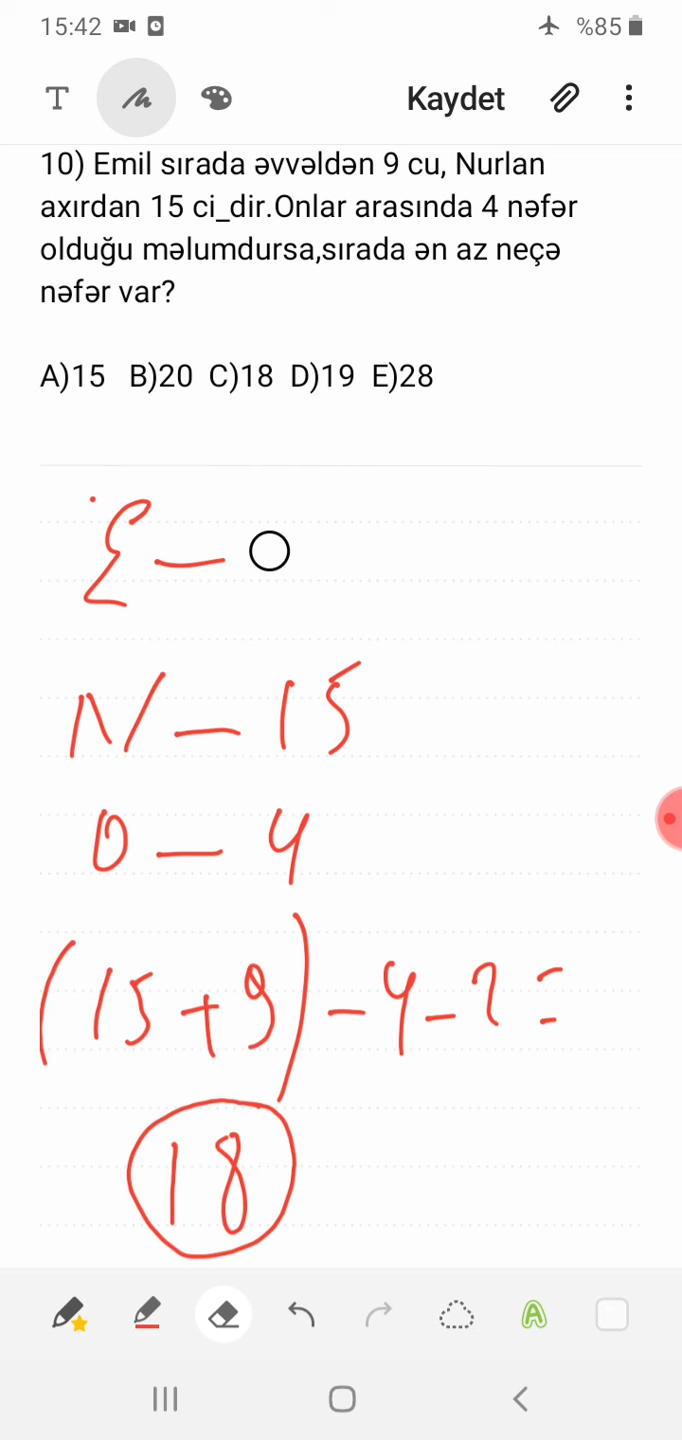 15:42 %85
T Kaydet
10) Emil sırada əvvəldən 9 cu, Nurlan
axırdan 15 ci_dir.Onlar arasında 4 nəfər
olduğu məlumdursa,sırada ən az neçə
nəfər var?
A)15 B)20 C)18 D)19 E)28
E —
N — 15
O — 4
(15+9)-4-2=
18
A